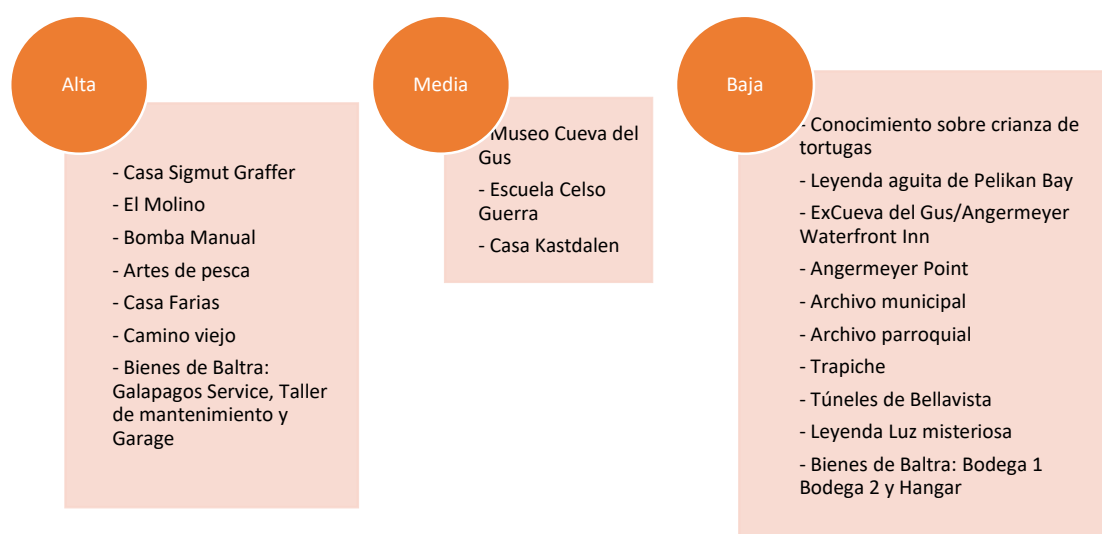 Alta
- Casa Sigmut Graffer
- El Molino
- Bomba Manual
- Artes de pesca
- Casa Farias
- Camino viejo
- Bienes de Baltra:
Galapagos Service, Taller
de mantenimiento y
Garage
Media
- Museo Cueva del
Gus
- Escuela Celso
Guerra
- Casa Kastdalen
Baja
- Conocimiento sobre crianza de
tortugas
- Leyenda aguita de Pelikan Bay
- ExCueva del Gus/Angermeyer
Waterfront Inn
- Angermeyer Point
- Archivo municipal
- Archivo parroquial
- Trapiche
- Túneles de Bellavista
- Leyenda Luz misteriosa
- Bienes de Baltra: Bodega 1
Bodega 2 y Hangar